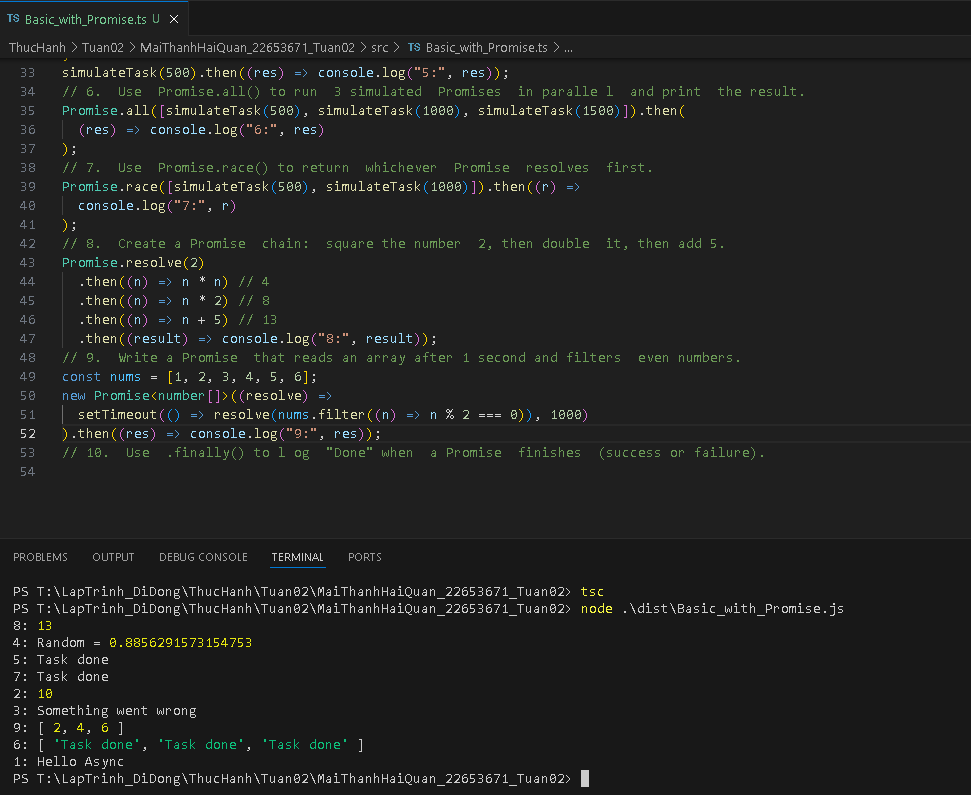 TS Basic_with_Promise.ts U ×
ThucHanh > Tuan02 > MaiThanhHaiQuan_22653671_Tuan02 > src > TS Basic_with_Promise.ts > ...
33 simulateTask(500).then((res) => console.log("5:", res));
34 // 6. Use Promise.all() to run 3 simulated Promises in paralle l and print the result.
35 Promise.all([simulateTask(500), simulateTask(1000), simulateTask(1500)]).then(
36 (res) => console.log("6:", res)
37 );
38 // 7. Use Promise.race() to return whichever Promise resolves first.
39 Promise.race([simulateTask(500), simulateTask(1000)]).then((r) =>
40 console.log("7:", r)
41 );
42 // 8. Create a Promise chain: square the number 2, then double it, then add 5.
43 Promise.resolve(2)
44 .then((n) => n * n) // 4
45 .then((n) => n * 2) // 8
46 .then((n) => n + 5) // 13
47 .then((result) => console.log("8:", result));
48 // 9. Write a Promise that reads an array after 1 second and filters even numbers.
49 const nums = [1, 2, 3, 4, 5, 6];
50 new Promise<number[]>((resolve) =>
51 setTimeout(() => resolve(nums.filter((n) => n % 2 === 0)), 1000)
52 ).then((res) => console.log("9:", res));
53 // 10. Use .finally() to l og "Done" when a Promise finishes (success or failure).
54
PROBLEMS OUTPUT DEBUG CONSOLE TERMINAL PORTS
PS T:\LapTrinh_DiDong\ThucHanh\Tuan02\MaiThanhHaiQuan_22653671_Tuan02> tsc
PS T:\LapTrinh_DiDong\ThucHanh\Tuan02\MaiThanhHaiQuan_22653671_Tuan02> node .\dist\Basic_with_Promise.js
8: 13
4: Random = 0.8856291573154753
5: Task done
7: Task done
2: 10
3: Something went wrong
9: [ 2, 4, 6 ]
6: [ 'Task done', 'Task done', 'Task done' ]
1: Hello Async
PS T:\LapTrinh_DiDong\ThucHanh\Tuan02\MaiThanhHaiQuan_22653671_Tuan02>